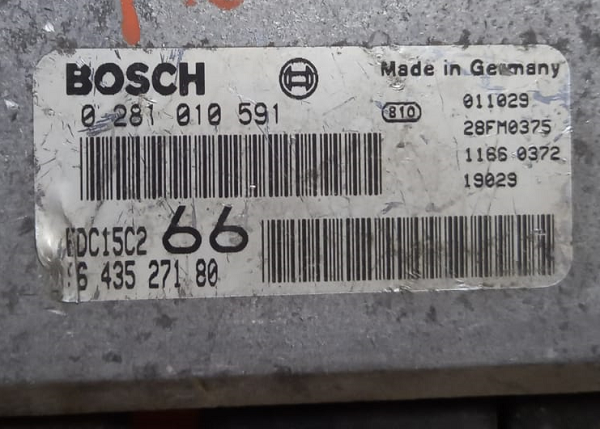 BOSCH
Made in Germany
0 281 010 591
810
011029
28FM0375
1166 0372
19029
EDC15C2 66
96 435 271 80